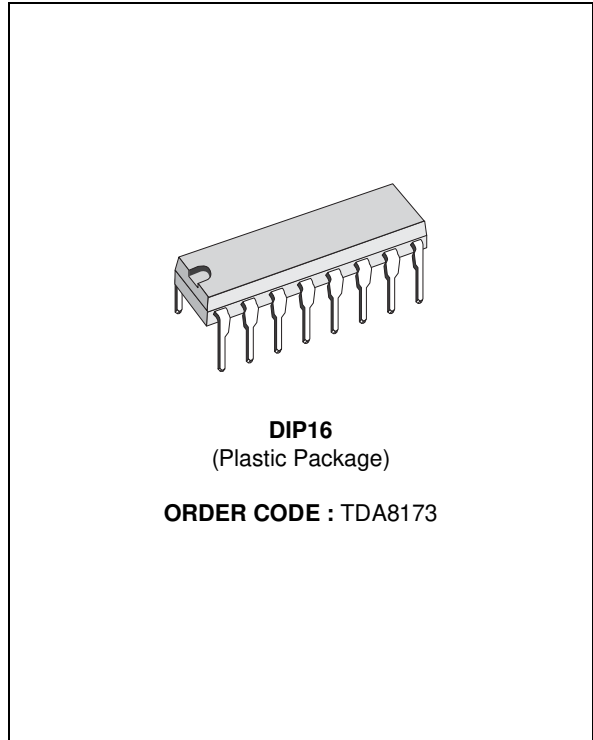 DIP16
(Plastic Package)
ORDER CODE : TDA8173